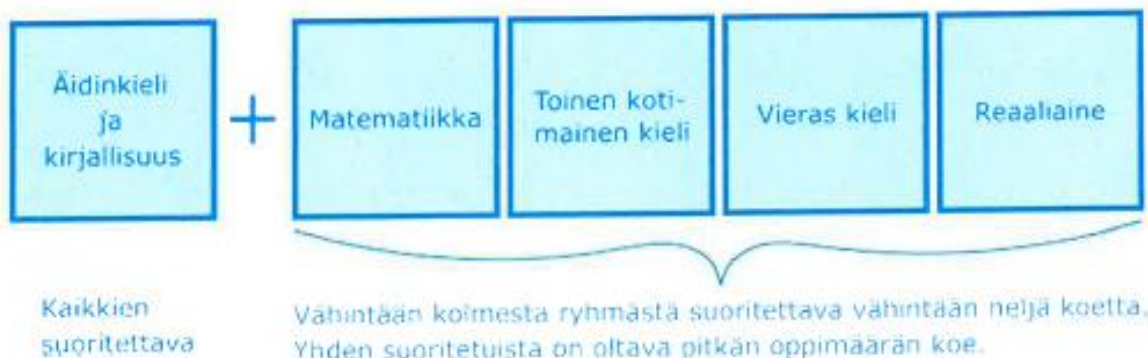 Äidinkieli
ja
kirjallisuus
+
Matematiikka
Toinen koti-
mainen kieli
Vieras kieli
Reaaliaine
Kaikkien
suoritettava
Vähintään kolmesta ryhmästä suoritettava vähintään neljä koetta.
Yhden suoritetuista on oltava pitkän oppimäärän koe.